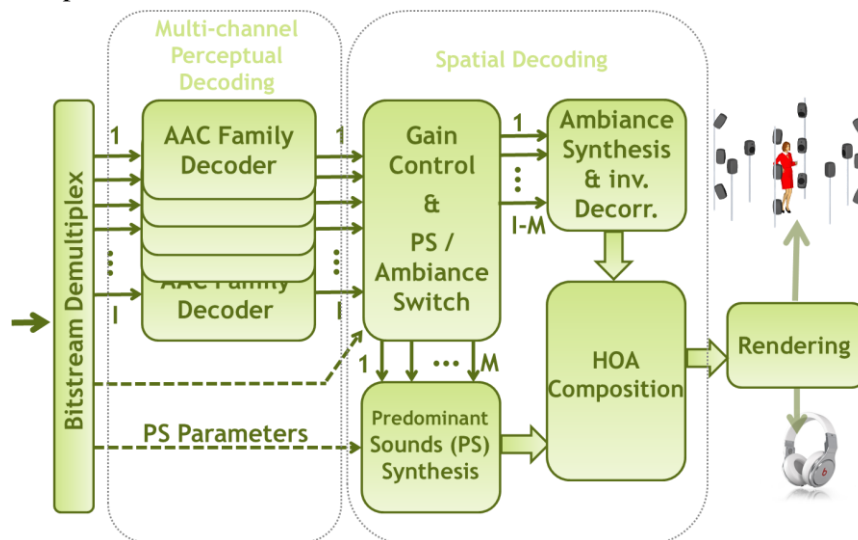 Multi-channel
Perceptual
Decoding
Spatial Decoding
Bitstream Demultiplex
1
AAC Family
Decoder
AAC Family
Decoder
I
1
I
Gain
Control
&
PS /
Ambiance
Switch
1
I-M
Ambiance
Synthesis
& inv.
Decorr.
1
M
PS Parameters
Predominant
Sounds (PS)
Synthesis
HOA
Composition
Rendering